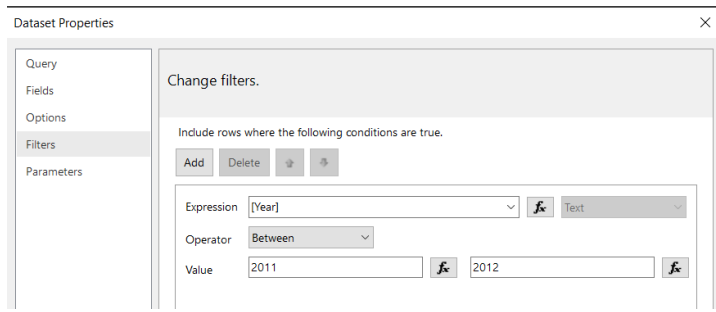 Dataset Properties
Query
Fields
Options
Filters
Parameters
Change filters.
Include rows where the following conditions are true.
Add Delete
Expression [Year] fx Text
Operator Between
Value 2011 fx 2012 fx